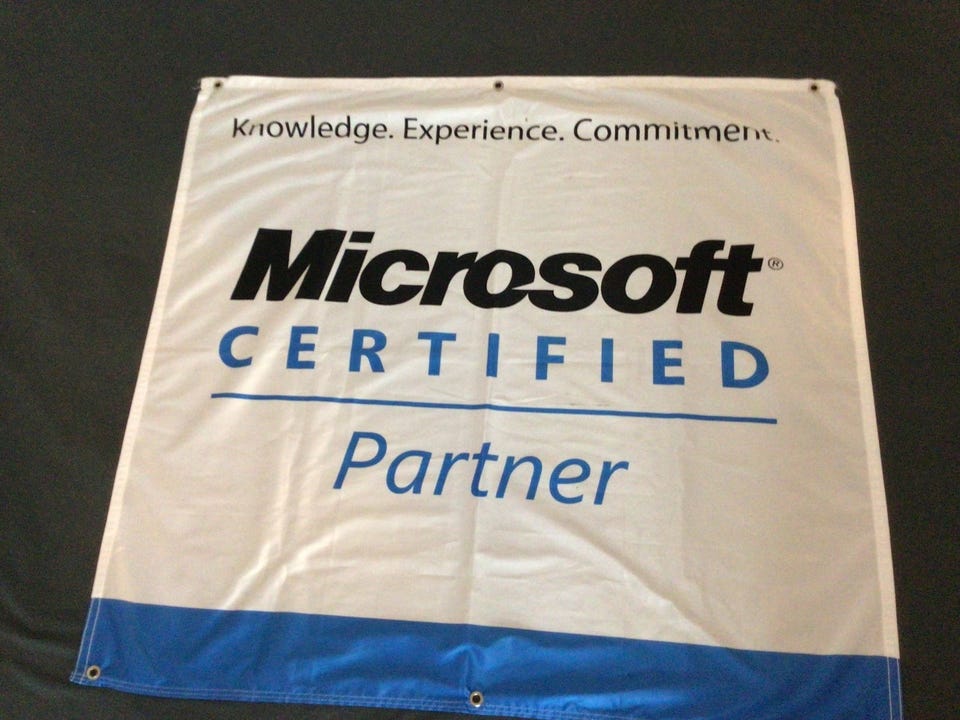 Knowledge. Experience. Commitment.
Microsoft®
CERTIFIED
Partner